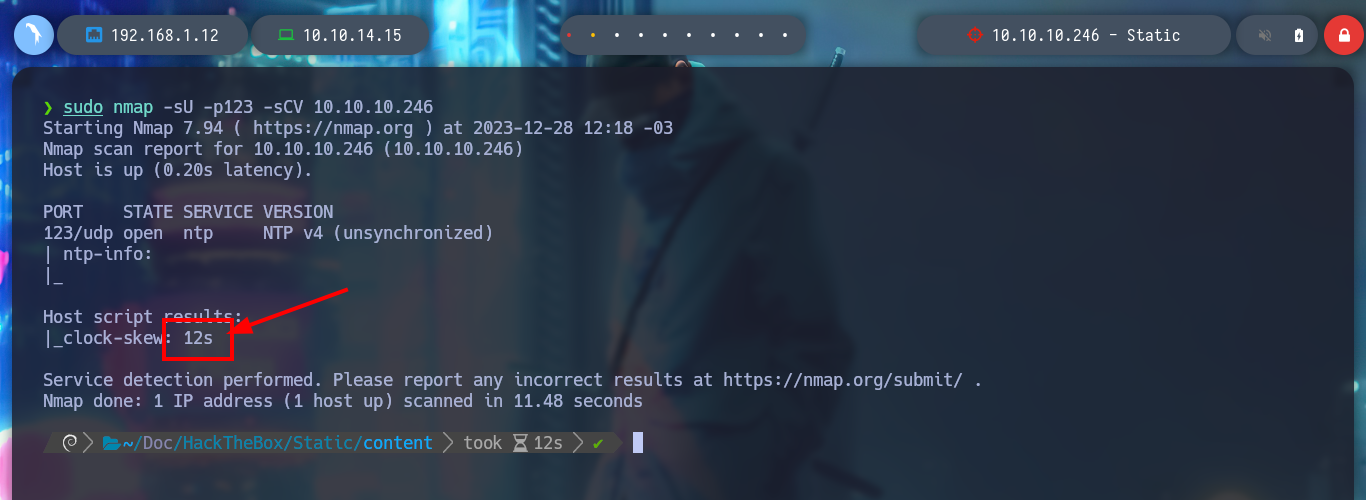 192.168.1.12 10.10.14.15 10.10.10.246 - Static
❯ sudo nmap -sU -p123 -sCV 10.10.10.246
Starting Nmap 7.94 ( https://nmap.org ) at 2023-12-28 12:18 -03
Nmap scan report for 10.10.10.246 (10.10.10.246)
Host is up (0.20s latency).
PORT    STATE SERVICE VERSION
123/udp open  ntp     NTP v4 (unsynchronized)
| ntp-info:
|_
Host script results:
|_clock-skew: 12s
Service detection performed. Please report any incorrect results at https://nmap.org/submit/ .
Nmap done: 1 IP address (1 host up) scanned in 11.48 seconds
~/Doc/HackTheBox/Static/content took 12s ✔